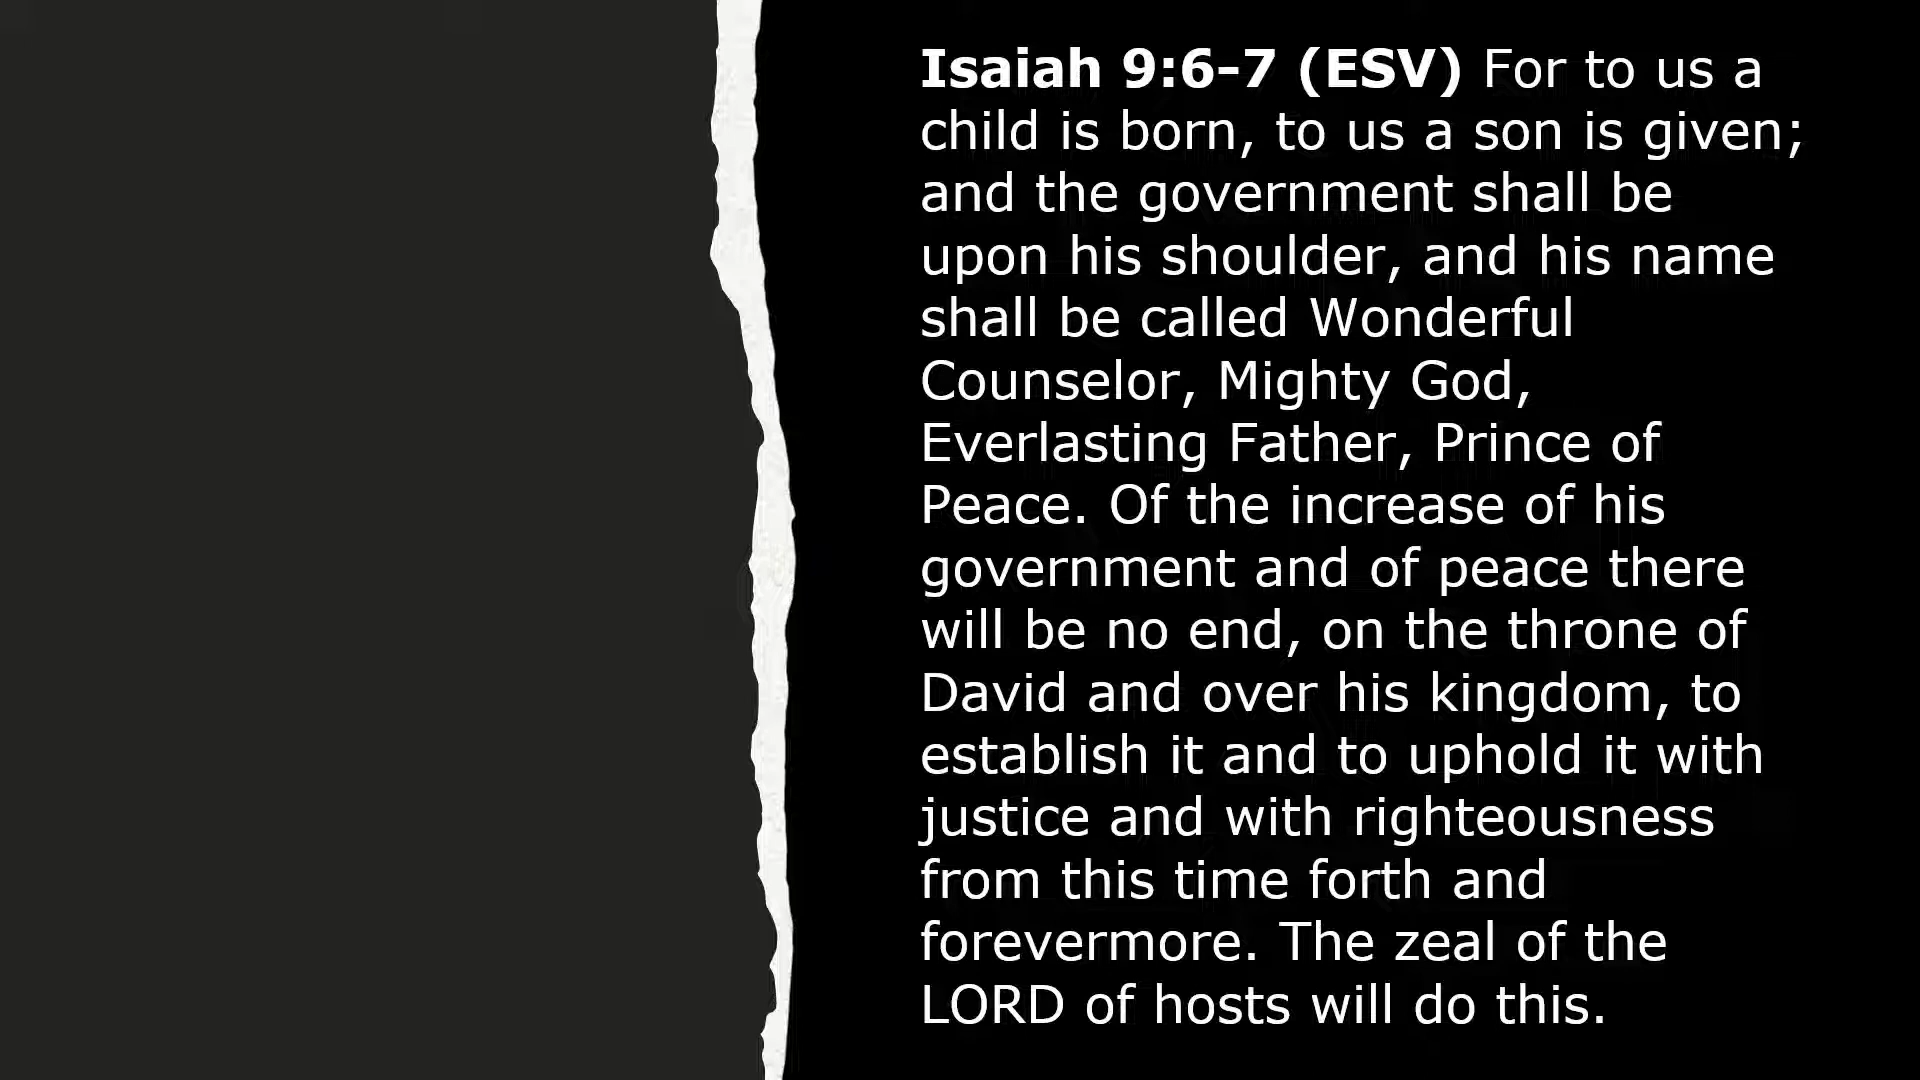 Isaiah 9:6-7 (ESV) For to us a
child is born, to us a son is given;
and the government shall be
upon his shoulder, and his name
shall be called Wonderful
Counselor, Mighty God,
Everlasting Father, Prince of
Peace. Of the increase of his
government and of peace there
will be no end, on the throne of
David and over his kingdom, to
establish it and to uphold it with
justice and with righteousness
from this time forth and
forevermore. The zeal of the
LORD of hosts will do this.